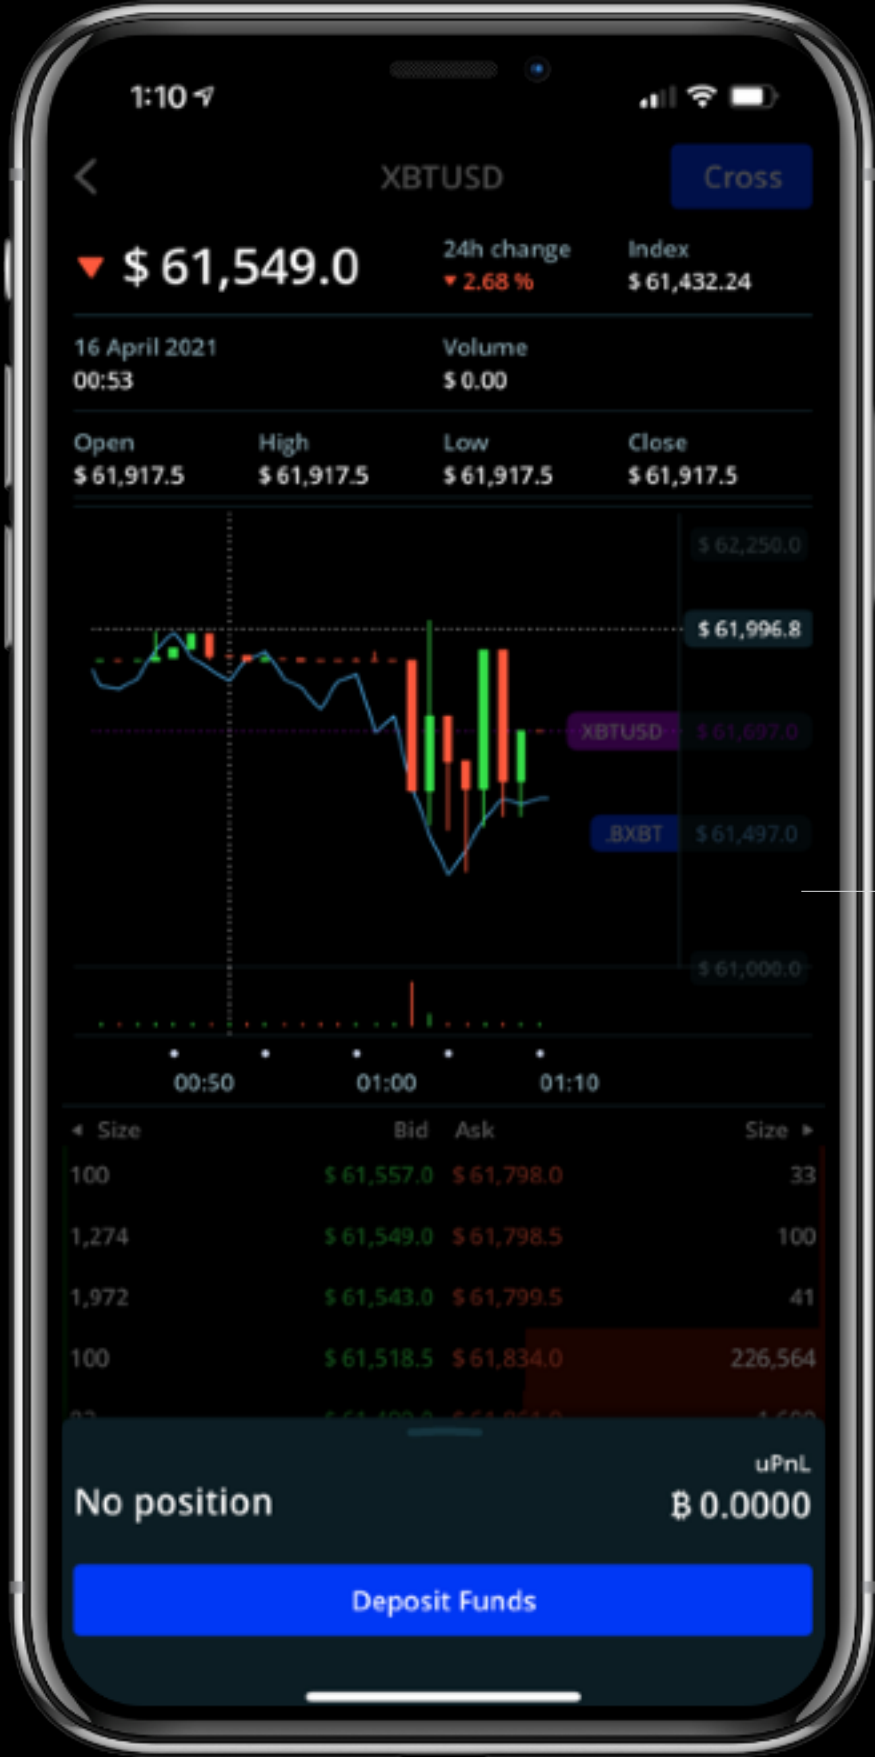 1:10
XBTUSD Cross
$ 61,549.0
24h change Index
2.68 % $ 61,432.24
16 April 2021 Volume
00:53 $ 0.00
Open High Low Close
$ 61,917.5 $ 61,917.5 $ 61,917.5 $ 61,917.5
$ 62,250.0
$ 61,996.8
XBTUSD $ 61,697.0
.BXBT $ 61,497.0
$ 61,000.0
00:50 01:00 01:10
Size Bid Ask Size
100 $ 61,557.0 $ 61,798.0 33
1,274 $ 61,549.0 $ 61,798.5 100
1,972 $ 61,543.0 $ 61,799.5 41
100 $ 61,518.5 $ 61,834.0 226,564
uPnL
No position ₿ 0.0000
Deposit Funds